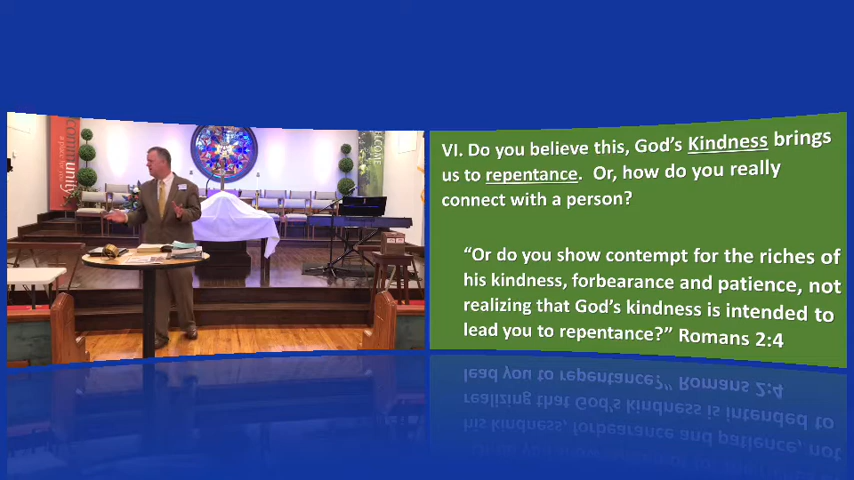 community
WELCOME
VI. Do you believe this, God's Kindness brings
us to repentance. Or, how do you really
connect with a person?
"Or do you show contempt for the riches of
his kindness, forbearance and patience, not
realizing that God's kindness is intended to
lead you to repentance?" Romans 2:4